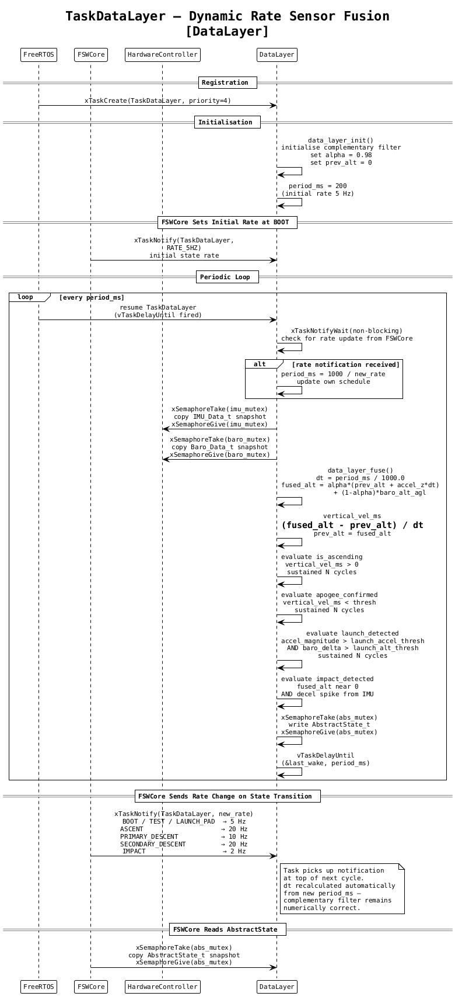 TaskDataLayer — Dynamic Rate Sensor Fusion
[DataLayer]
FreeRTOS
FSWCore
HardwareController
DataLayer
Registration
xTaskCreate(TaskDataLayer, priority=4)
Initialisation
data_layer_init()
initialise complementary filter
set alpha = 0.98
set prev_alt = 0
period_ms = 200
(initial rate 5 Hz)
FSWCore Sets Initial Rate at BOOT
xTaskNotify(TaskDataLayer,
RATE_5HZ)
initial state rate
Periodic Loop
loop [every period_ms]
resume TaskDataLayer
(vTaskDelayUntil fired)
xTaskNotifyWait(non-blocking)
check for rate update from FSWCore
alt [rate notification received]
period_ms = 1000 / new_rate
update own schedule
xSemaphoreTake(imu_mutex)
copy IMU_Data_t snapshot
xSemaphoreGive(imu_mutex)
xSemaphoreTake(baro_mutex)
copy Baro_Data_t snapshot
xSemaphoreGive(baro_mutex)
data_layer_fuse()
dt = period_ms / 1000.0
fused_alt = alpha*(prev_alt + accel_z*dt)
+ (1-alpha)*baro_alt_agl
vertical_vel_ms
(fused_alt - prev_alt) / dt
prev_alt = fused_alt
evaluate is_ascending
vertical_vel_ms > 0
sustained N cycles
evaluate apogee_confirmed
vertical_vel_ms < thresh
sustained N cycles
evaluate launch_detected
accel_magnitude > launch_accel_thresh
AND baro_delta > launch_alt_thresh
sustained N cycles
evaluate impact_detected
fused_alt near 0
AND decel spike from IMU
xSemaphoreTake(abs_mutex)
write AbstractState_t
xSemaphoreGive(abs_mutex)
vTaskDelayUntil
(&last_wake, period_ms)
FSWCore Sends Rate Change on State Transition
xTaskNotify(TaskDataLayer, new_rate)
BOOT / TEST / LAUNCH_PAD → 5 Hz
ASCENT → 20 Hz
PRIMARY_DESCENT → 10 Hz
SECONDARY_DESCENT → 20 Hz
IMPACT → 2 Hz
Task picks up notification
at top of next cycle.
dt recalculated automatically
from new period_ms —
complementary filter remains
numerically correct.
FSWCore Reads AbstractState
xSemaphoreTake(abs_mutex)
copy AbstractState_t snapshot
xSemaphoreGive(abs_mutex)
FreeRTOS
FSWCore
HardwareController
DataLayer